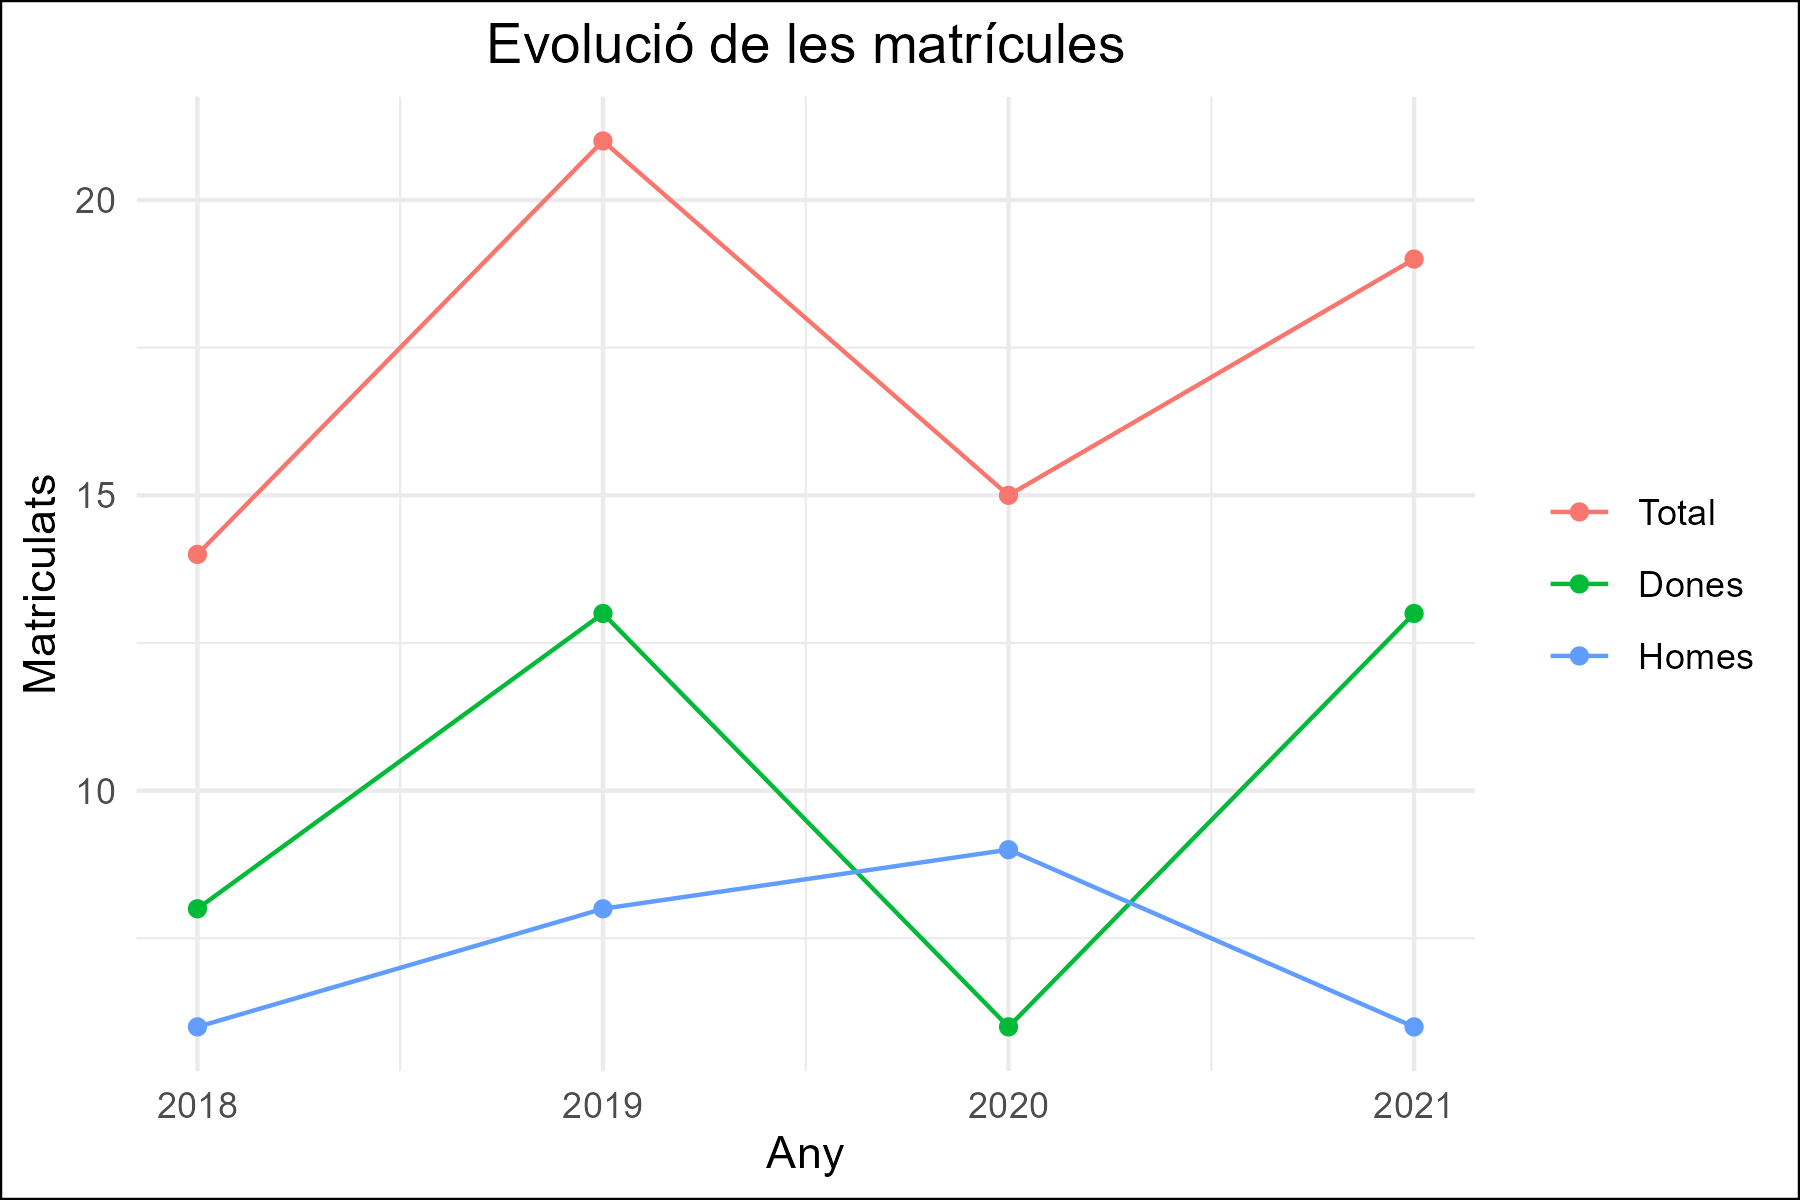 Evolució de les matrícules
Matriculats
20
15
10
2018
2019
2020
2021
Any
Total
Dones
Homes